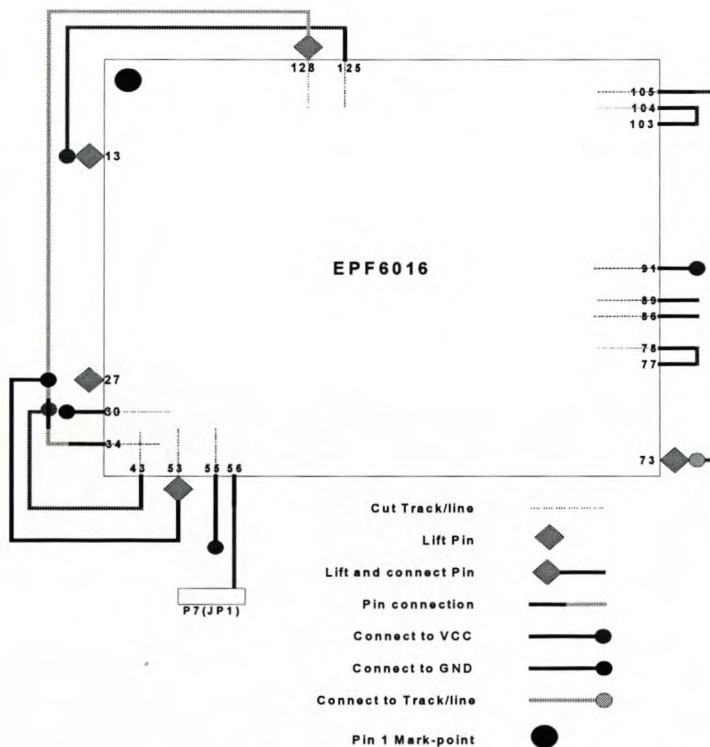 128 125
105
104
103
13
EPF6016
91
89
86
78
77
27
30
34
73
43 53 55 56
P7(JP1)
Cut Track/line
Lift Pin
Lift and connect Pin
Pin connection
Connect to VCC
Connect to GND
Connect to Track/line
Pin 1 Mark-point